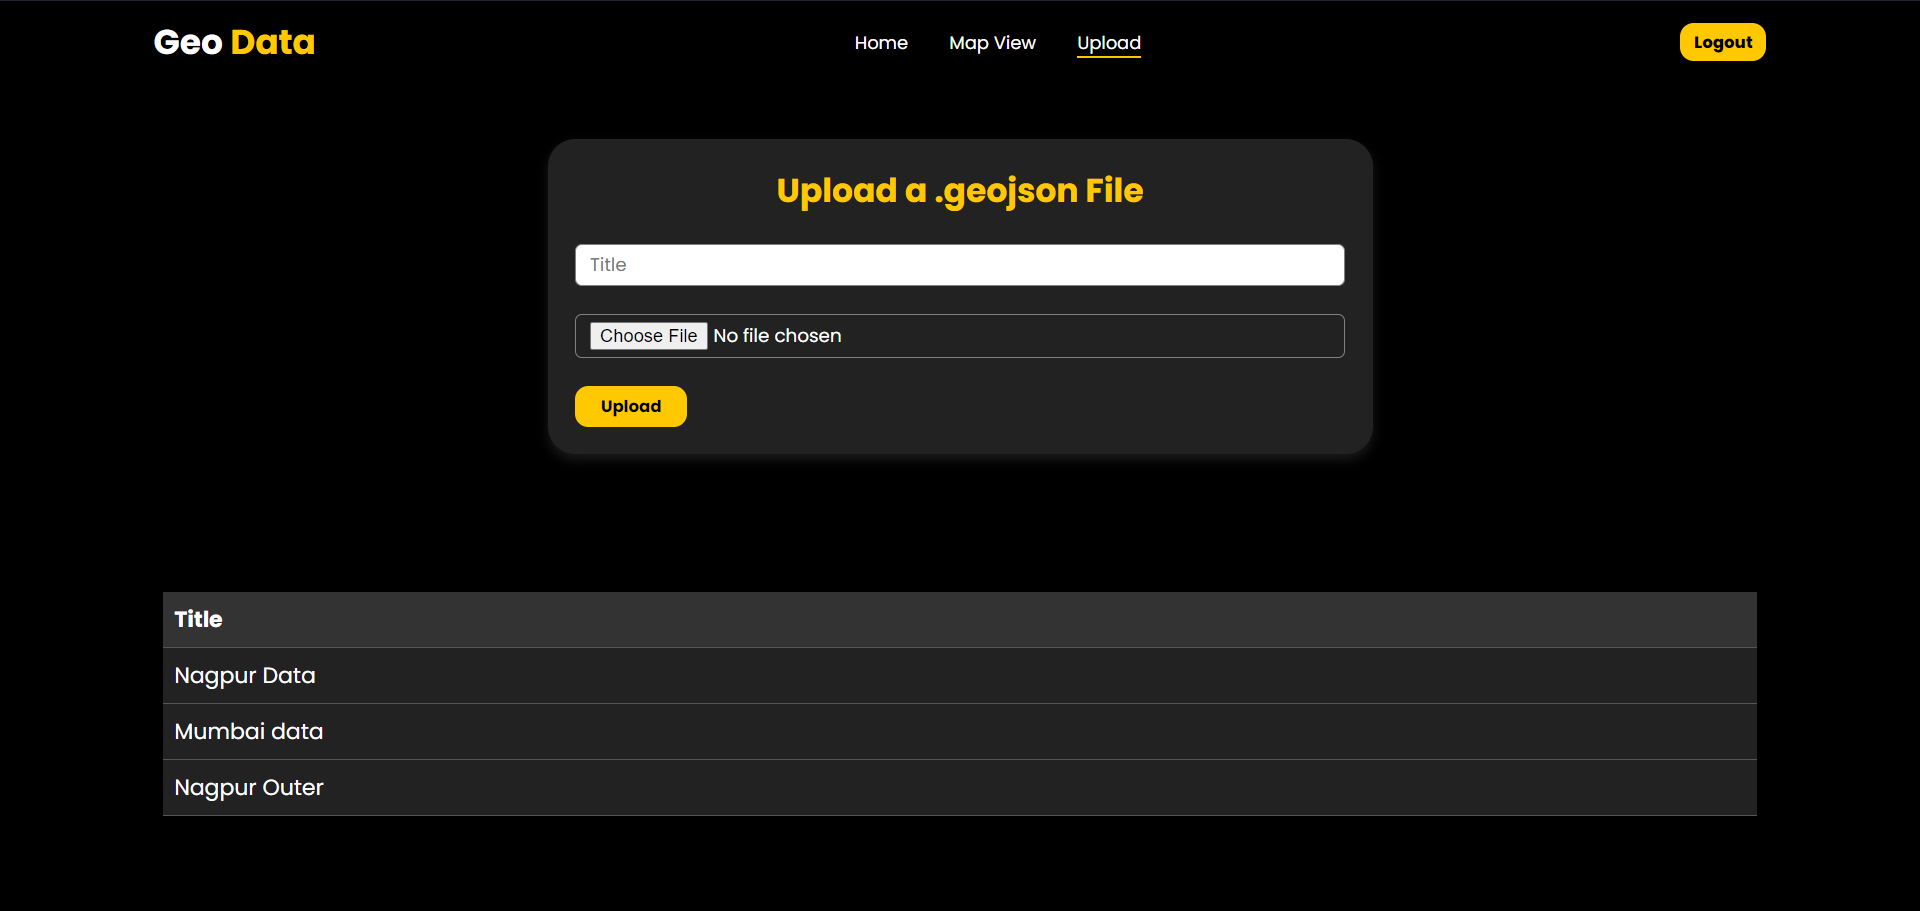 Geo Data
Home Map View Upload
Logout
Upload a .geojson File
Title
Choose File No file chosen
Upload
Title
Nagpur Data
Mumbai data
Nagpur Outer